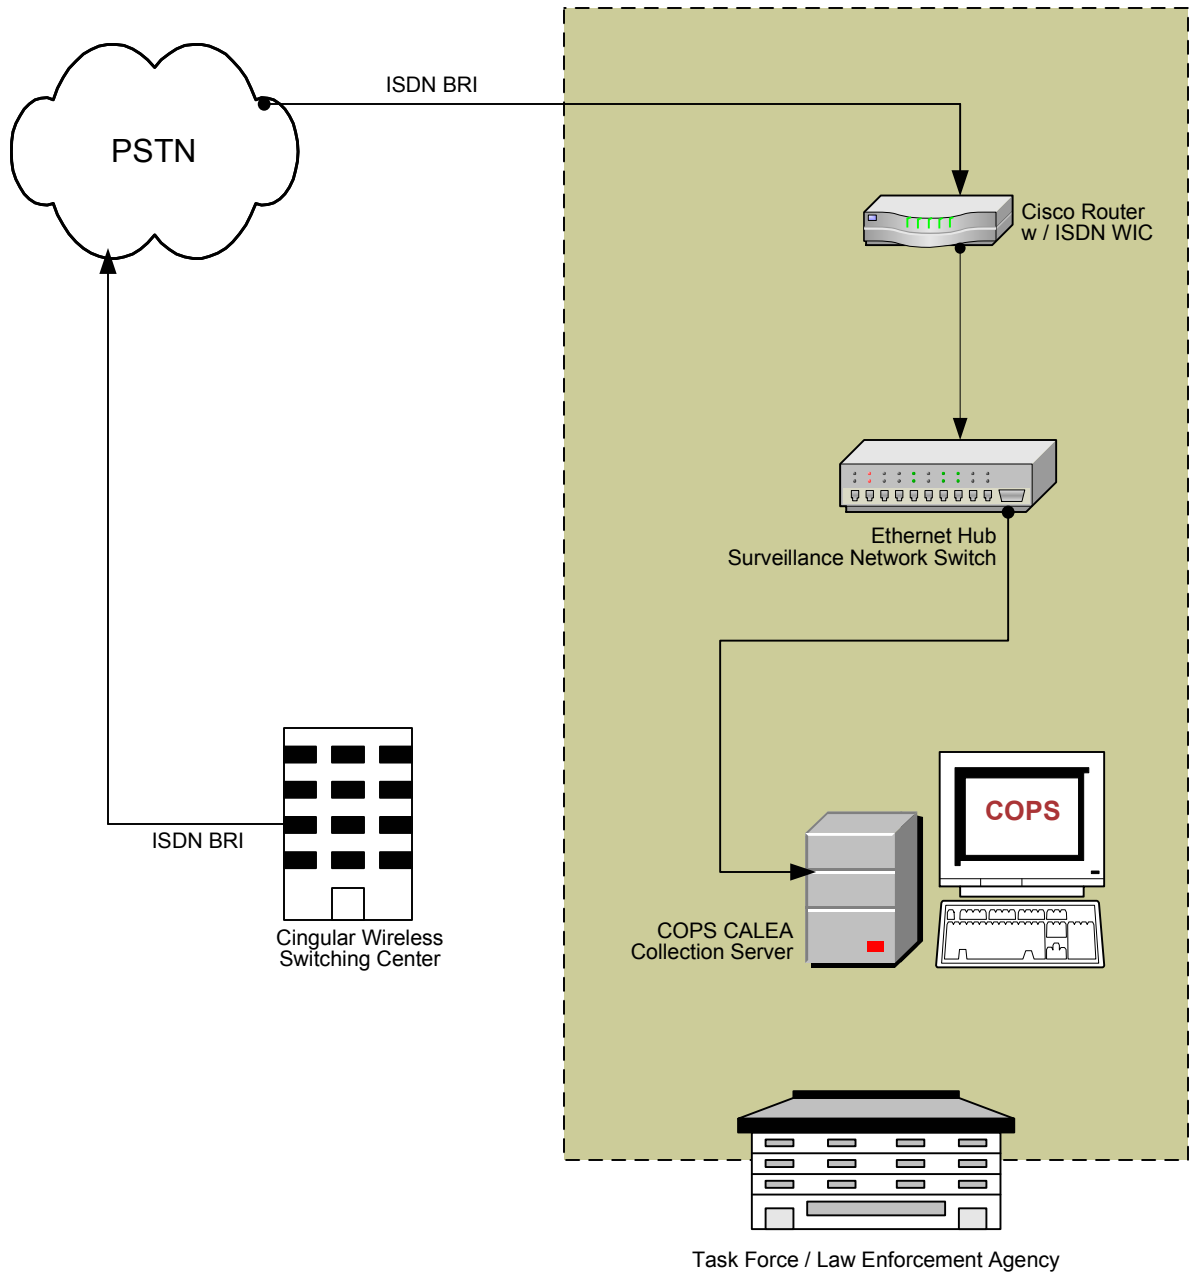 ISDN BRI
PSTN
Cisco Router
w / ISDN WIC
Ethernet Hub
Surveillance Network Switch
COPS
ISDN BRI
COPS CALEA
Collection Server
Cingular Wireless
Switching Center
Task Force / Law Enforcement Agency